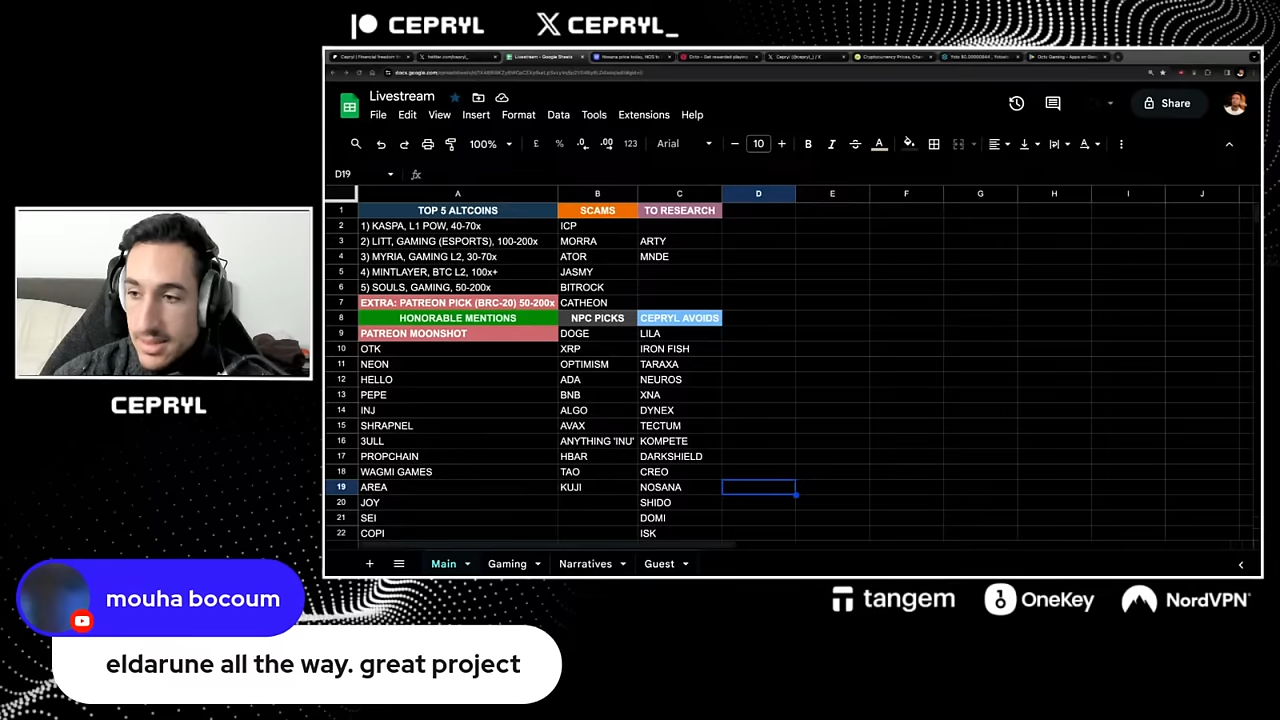 CEPRYL
CEPRYL_
Livestream
File Edit View Insert Format Data Tools Extensions Help
Share
100% £ % .0 .00 123 Arial 10 B I A
D19 fx
A B C D E F G H I J
1 TOP 5 ALTCOINS SCAMS TO RESEARCH
2 1) KASPA, L1 POW, 40-70x ICP
3 2) LITT, GAMING (ESPORTS), 100-200x MORRA ARTY
4 3) MYRIA, GAMING L2, 30-70x ATOR MNDE
5 4) MINTLAYER, BTC L2, 100x+ JASMY
6 5) SOULS, GAMING, 50-200x BITROCK
7 EXTRA: PATREON PICK (BRC-20) 50-200x CATHEON
8 HONORABLE MENTIONS NPC PICKS CEPRYL AVOIDS
9 PATREON MOONSHOT DOGE LILA
10 OTK XRP IRON FISH
11 NEON OPTIMISM TARAXA
12 HELLO ADA NEUROS
13 PEPE BNB XNA
14 INJ ALGO DYNEX
15 SHRAPNEL AVAX TECTUM
16 3ULL ANYTHING 'INU' KOMPETE
17 PROPCHAIN HBAR DARKSHIELD
18 WAGMI GAMES TAO CREO
19 AREA KUJI NOSANA
20 JOY SHIDO
21 SEI DOMI
22 COPI ISK
Main Gaming Narratives Guest
CEPRYL
mouha bocoum
eldarune all the way. great project
tangem
OneKey
NordVPN